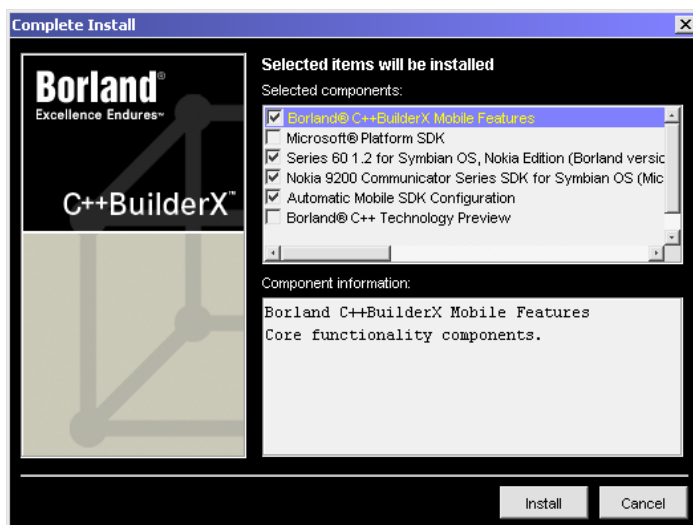 Complete Install
Borland®
Excellence Endures™
C++BuilderX™
Selected items will be installed
Selected components:
Borland® C++BuilderX Mobile Features
Microsoft® Platform SDK
Series 60 1.2 for Symbian OS, Nokia Edition (Borland versic
Nokia 9200 Communicator Series SDK for Symbian OS (Mic
Automatic Mobile SDK Configuration
Borland® C++ Technology Preview
Component information:
Borland C++BuilderX Mobile Features
Core functionality components.
Install
Cancel